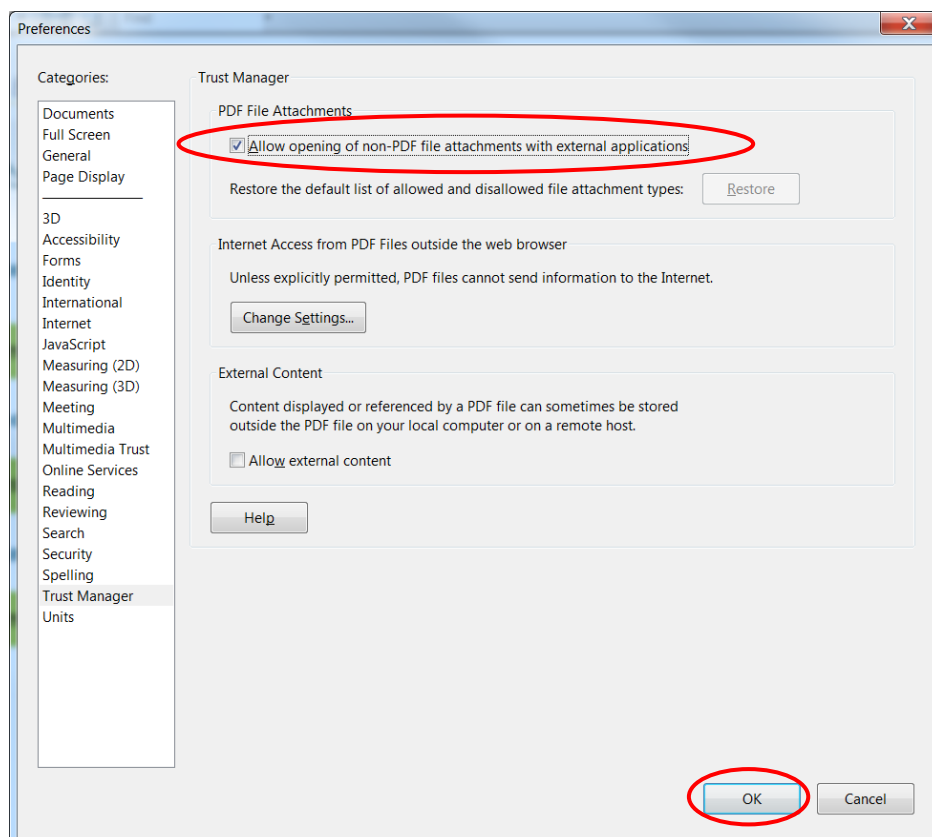 Preferences
Categories:
Documents
Full Screen
General
Page Display
3D
Accessibility
Forms
Identity
International
Internet
JavaScript
Measuring (2D)
Measuring (3D)
Meeting
Multimedia
Multimedia Trust
Online Services
Reading
Reviewing
Search
Security
Spelling
Trust Manager
Units
Trust Manager
PDF File Attachments
Allow opening of non-PDF file attachments with external applications
Restore the default list of allowed and disallowed file attachment types: Restore
Internet Access from PDF Files outside the web browser
Unless explicitly permitted, PDF files cannot send information to the Internet.
Change Settings...
External Content
Content displayed or referenced by a PDF file can sometimes be stored
outside the PDF file on your local computer or on a remote host.
Allow external content
Help
OK Cancel